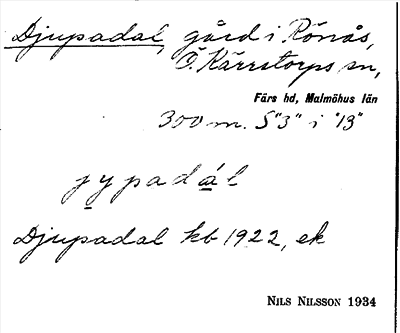 Djupadal, gård i Rönås,
Ö. Kärrstorps sn,
Färs hd, Malmöhus län
300 m. S "3" i "13"
jypadál
Djupadal kb 1922, ek
NILS NILSSON 1934